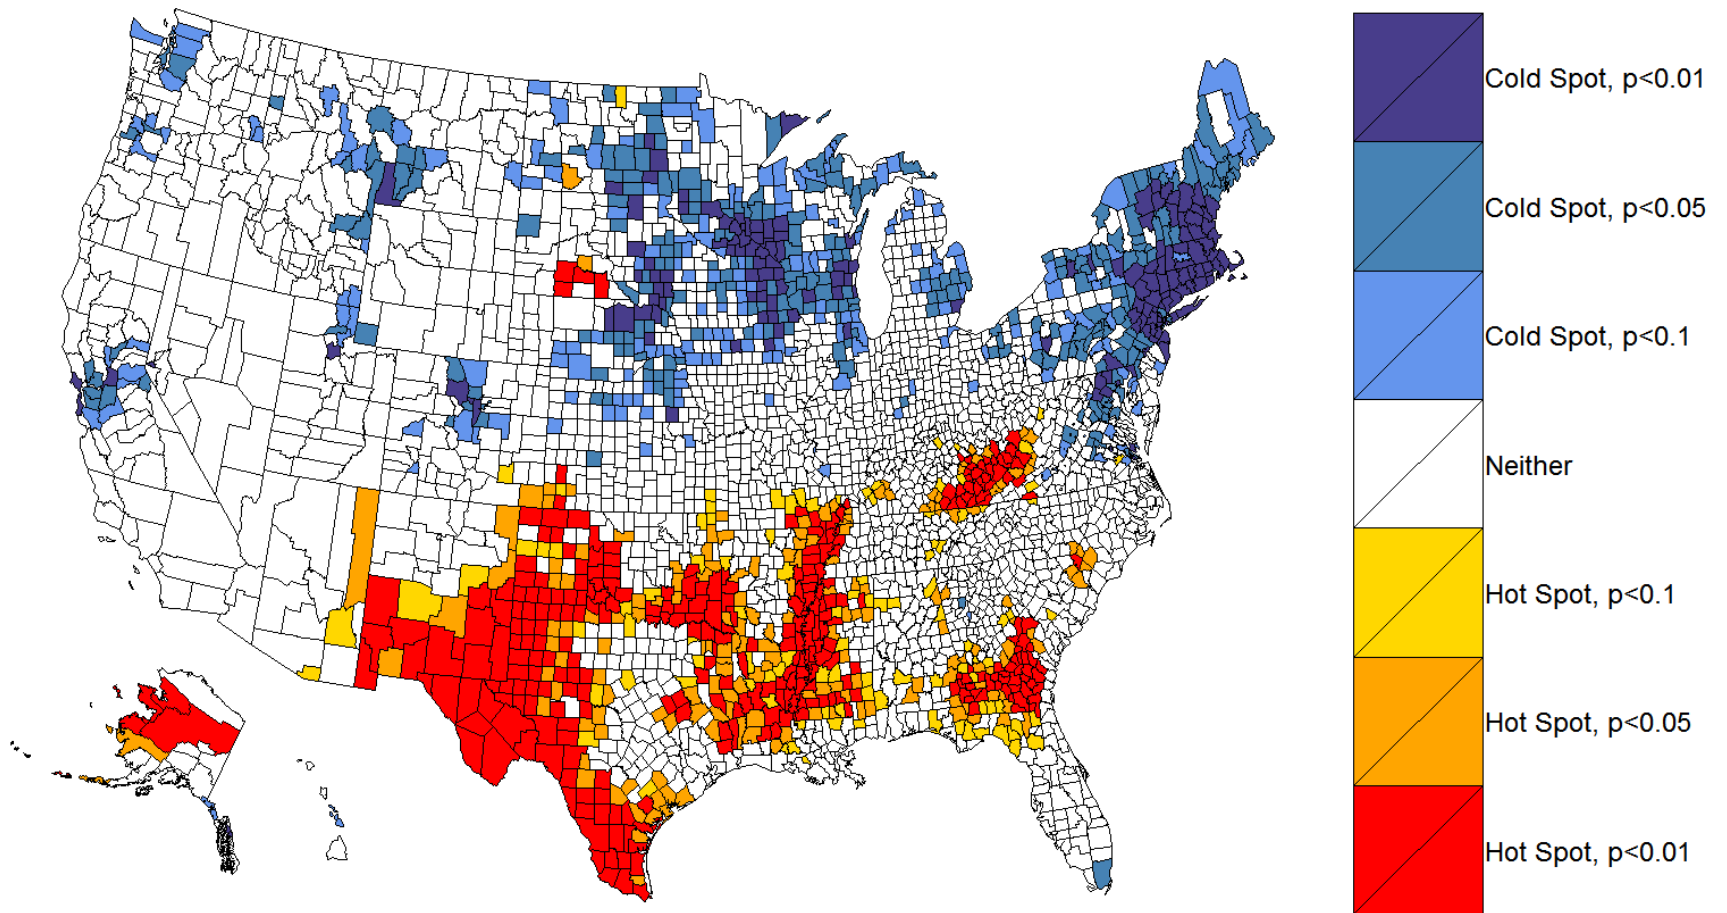 Cold Spot, p<0.01
Cold Spot, p<0.05
Cold Spot, p<0.1
Neither
Hot Spot, p<0.1
Hot Spot, p<0.05
Hot Spot, p<0.01